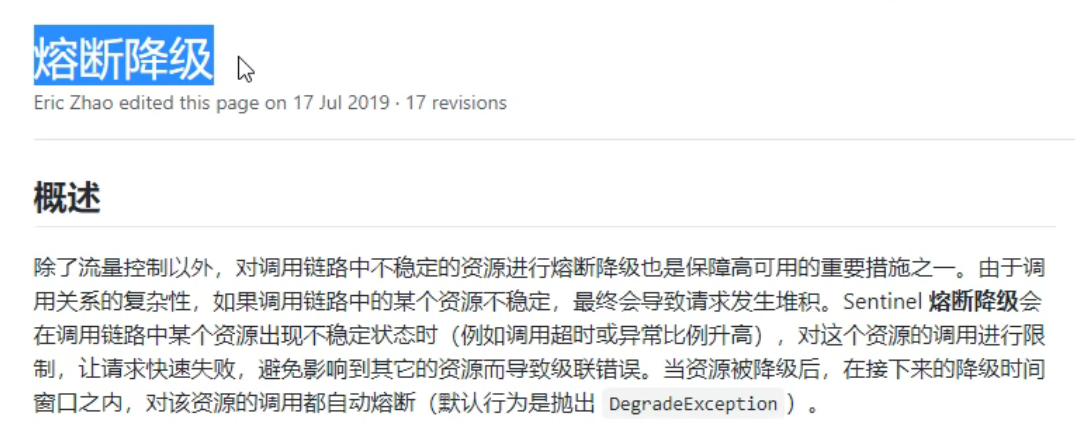 熔断降级
Eric Zhao edited this page on 17 Jul 2019 · 17 revisions
概述
除了流量控制以外，对调用链路中不稳定的资源进行熔断降级也是保障高可用的重要措施之一。由于调
用关系的复杂性，如果调用链路中的某个资源不稳定，最终会导致请求发生堆积。Sentinel 熔断降级会
在调用链路中某个资源出现不稳定状态时（例如调用超时或异常比例升高），对这个资源的调用进行限
制，让请求快速失败，避免影响到其它的资源而导致级联错误。当资源被降级后，在接下来的降级时间
窗口之内，对该资源的调用都自动熔断（默认行为是抛出 DegradeException）。